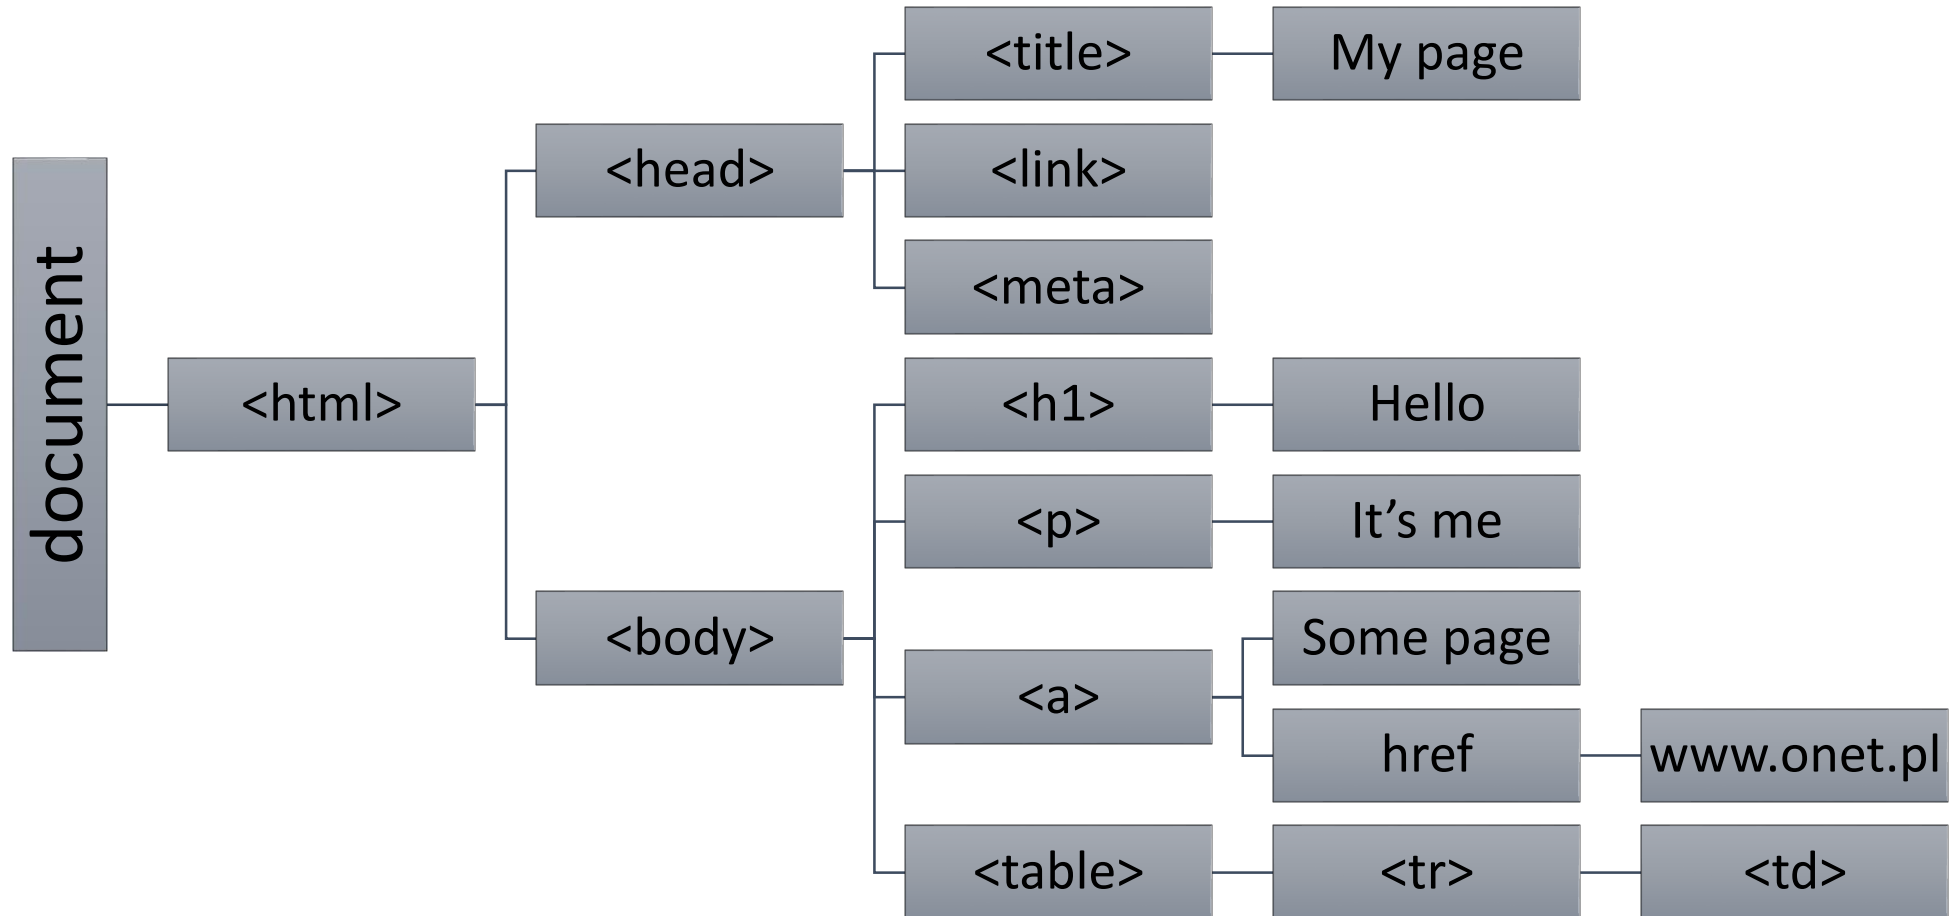 document
<html>
<head>
<title>
My page
<link>
<meta>
<body>
<h1>
Hello
<p>
It’s me
<a>
Some page
href
www.onet.pl
<table>
<tr>
<td>